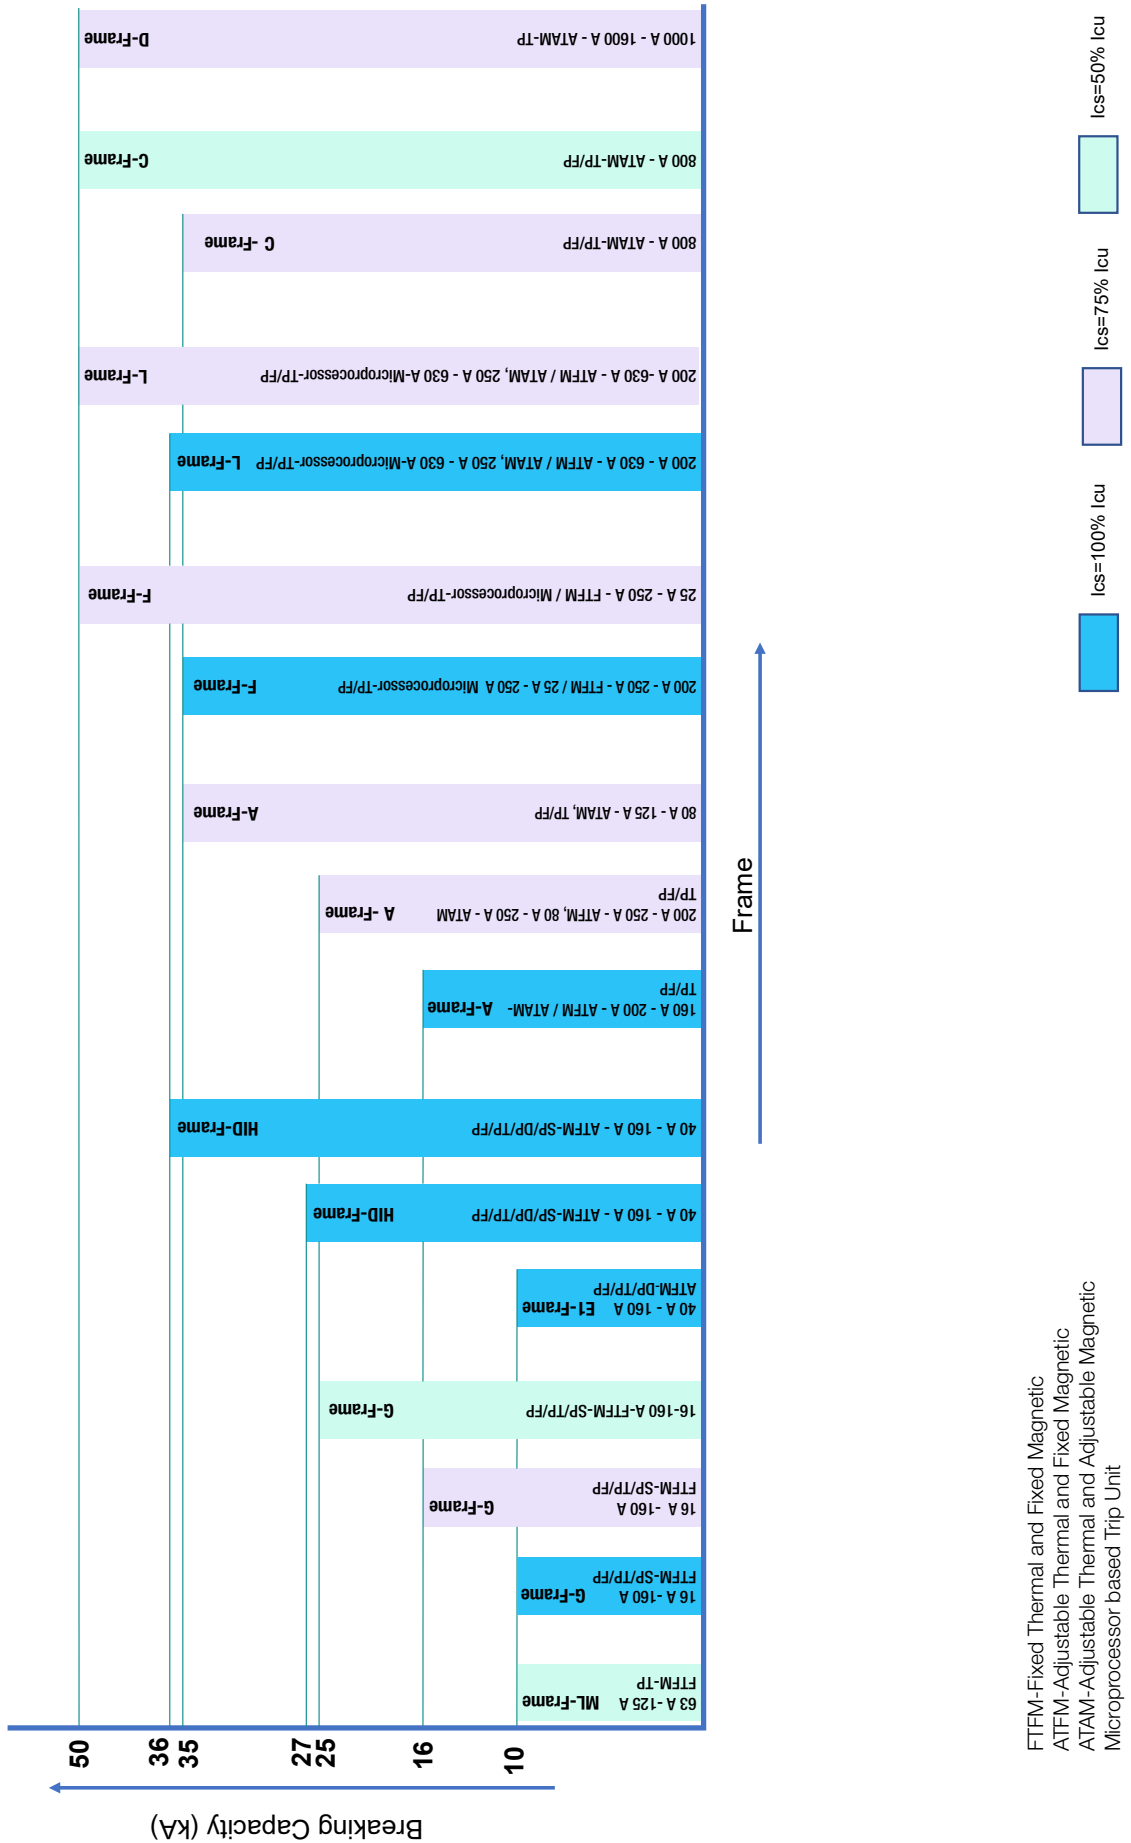 Breaking Capacity (kA)
50
36
35
27
25
16
10
ML-Frame
63 A -125 A
FTFM-TP
G-Frame
16 A -160 A
FTFM-SP/TP/FP
G-Frame
16 A -160 A
FTFM-SP/TP/FP
G-Frame
16-160 A-FTFM-SP/TP/FP
E1-Frame
40 A - 160 A
ATFM-DP/TP/FP
HID-Frame
40 A - 160 A - ATFM-SP/DP/TP/FP
HID-Frame
40 A - 160 A - ATFM-SP/DP/TP/FP
A-Frame
160 A - 200 A - ATFM / ATAM-
TP/FP
A -Frame
200 A - 250 A - ATFM, 80 A - 250 A - ATAM
TP/FP
A-Frame
80 A - 125 A - ATAM, TP/FP
F-Frame
200 A - 250 A - FTFM / 25 A - 250 A Microprocessor-TP/FP
F-Frame
25 A - 250 A - FTFM / Microprocessor-TP/FP
L-Frame
200 A - 630 A - ATFM / ATAM, 250 A - 630 A-Microprocessor-TP/FP
L-Frame
200 A -630 A - ATFM / ATAM, 250 A - 630 A-Microprocessor-TP/FP
C -Frame
800 A - ATAM-TP/FP
C-Frame
800 A - ATAM-TP/FP
D-Frame
1000 A - 1600 A - ATAM-TP
Frame
FTFM-Fixed Thermal and Fixed Magnetic
ATFM-Adjustable Thermal and Fixed Magnetic
ATAM-Adjustable Thermal and Adjustable Magnetic
Microprocessor based Trip Unit
Ics=100% Icu
Ics=75% Icu
Ics=50% Icu